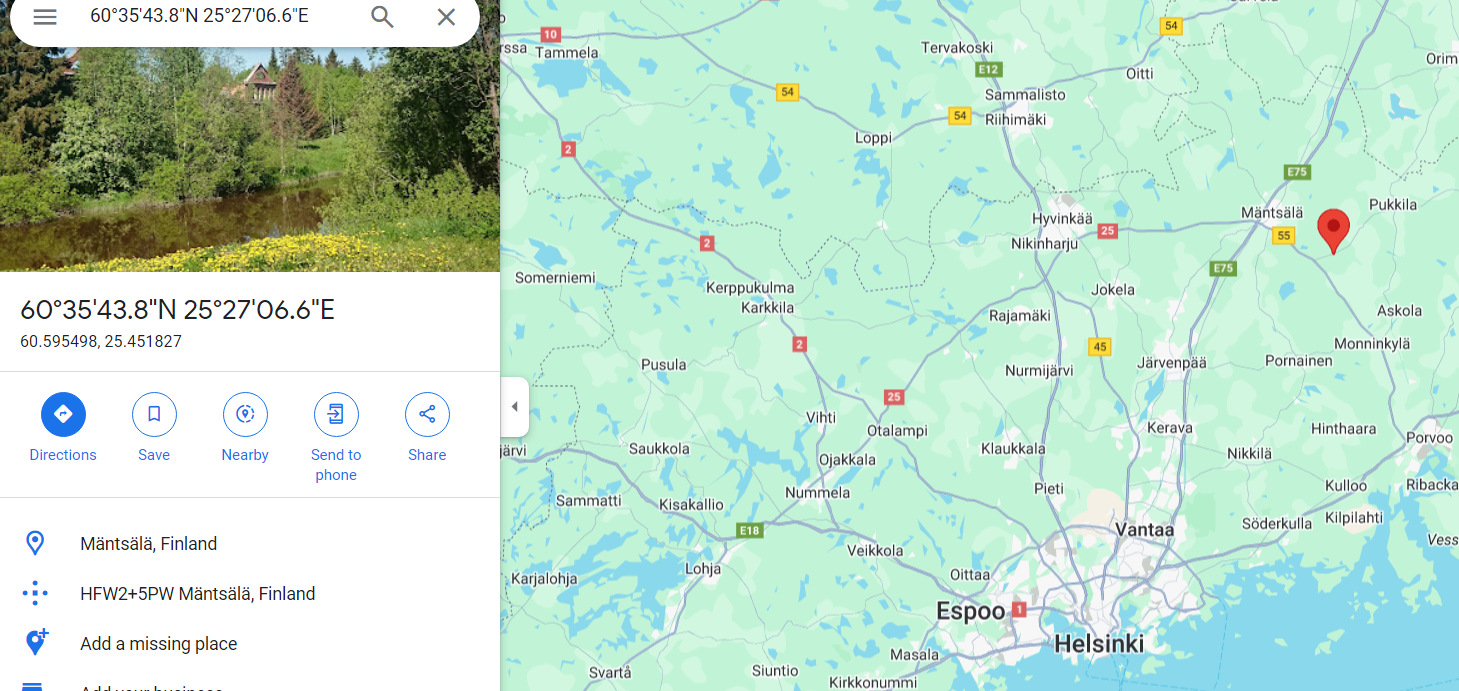 60°35'43.8"N 25°27'06.6"E
60°35'43.8"N 25°27'06.6"E
60.595498, 25.451827
Directions
Save
Nearby
Send to
phone
Share
Mäntsälä, Finland
HFW2+5PW Mäntsälä, Finland
Add a missing place
Add your business
10
Tammela
54
Tervakoski
E12
Oitti
54
Sammalisto
54
Riihimäki
Loppi
2
E75
Pukkila
Mäntsälä
55
Hyvinkää
25
Nikinharju
2
E75
Somerniemi
Kerppukulma
Karkkila
Jokela
Rajamäki
Askola
2
45
Monninkylä
Pusula
Nurmijärvi
Järvenpää
Pornainen
25
Vihti
Otalampi
Kerava
Hinthaara
Porvoo
järvi
Saukkola
Ojakkala
Klaukkala
Nikkilä
Sammatti
Kisakallio
Nummela
Pieti
Kulloo
Ribacka
E18
Vantaa
Söderkulla
Kilpilahti
Veikkola
Karjalohja
Lohja
Oittaa
Espoo
1
Helsinki
Masala
Svartå
Siuntio
Kirkkonummi